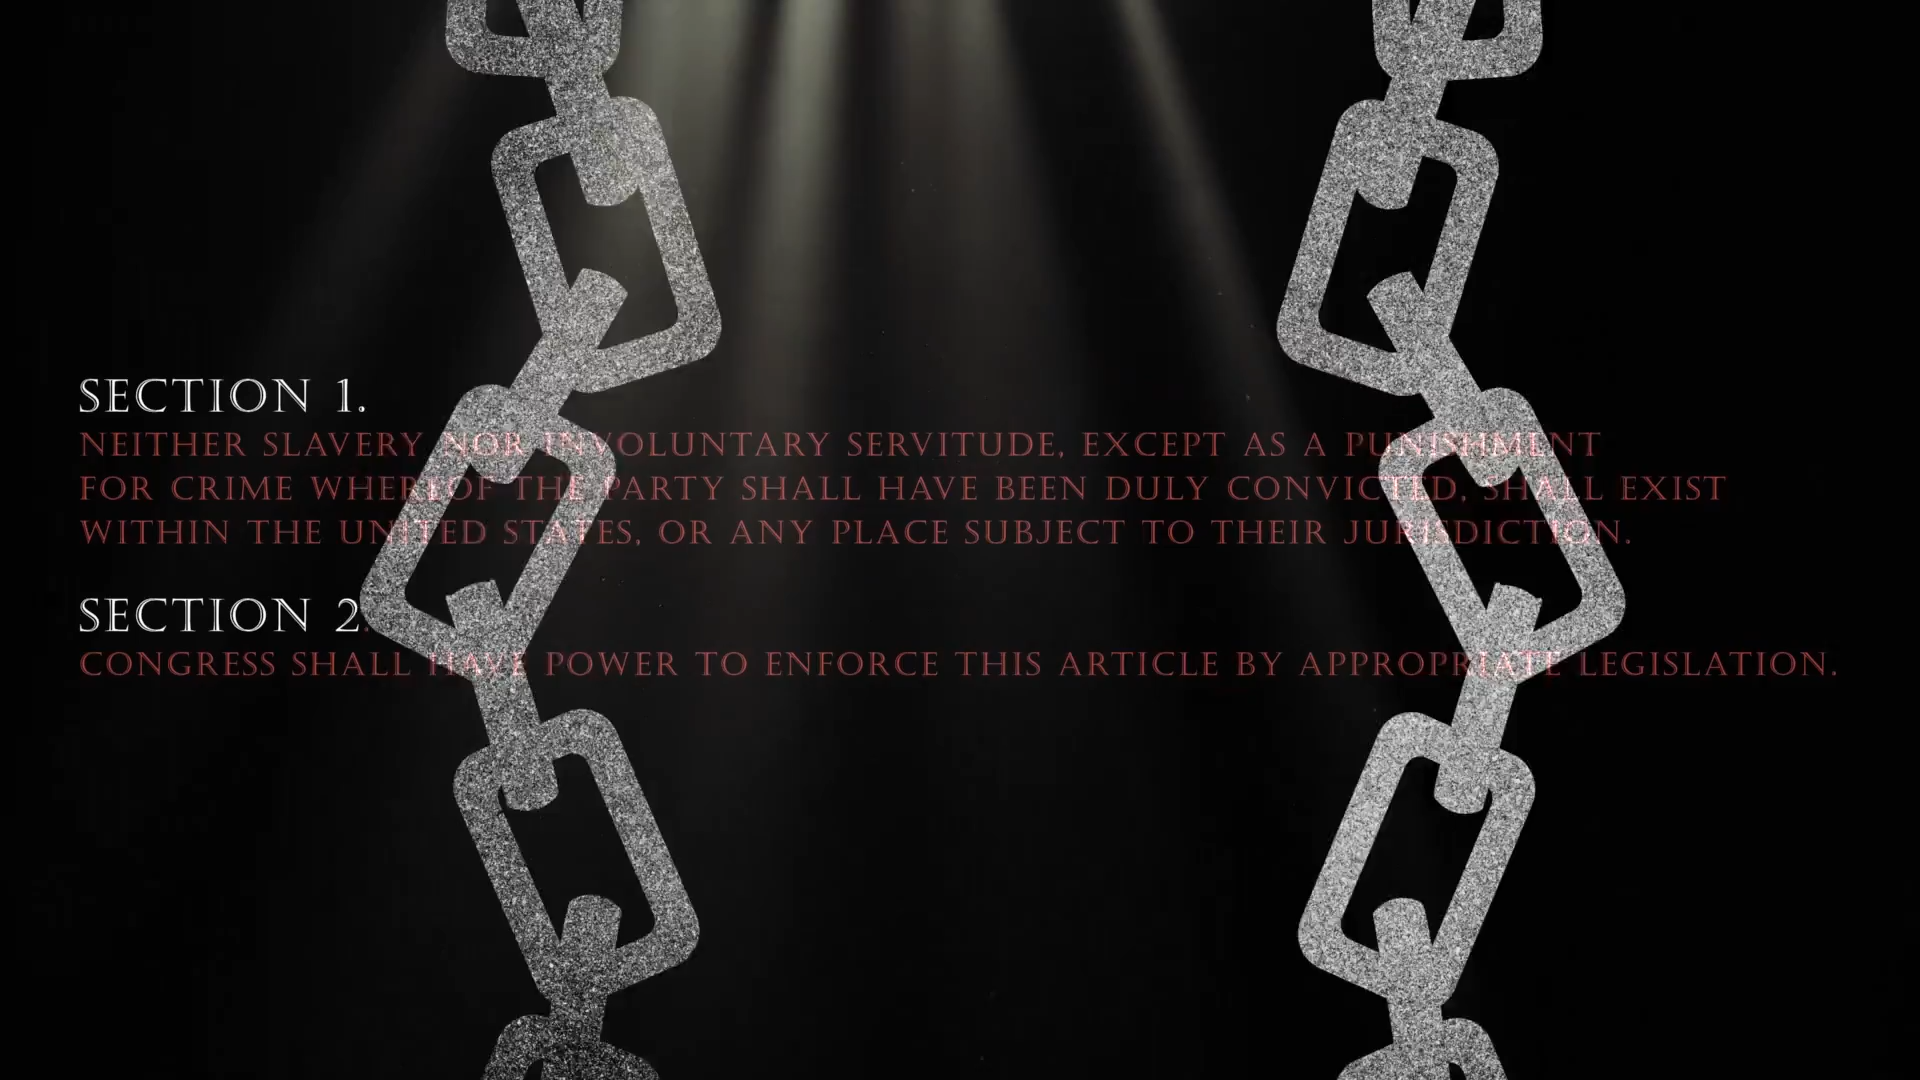 SECTION 1.
NEITHER SLAVERY NOR INVOLUNTARY SERVITUDE, EXCEPT AS A PUNISHMENT
FOR CRIME WHEREOF THE PARTY SHALL HAVE BEEN DULY CONVICTED, SHALL EXIST
WITHIN THE UNITED STATES, OR ANY PLACE SUBJECT TO THEIR JURISDICTION.
SECTION 2.
CONGRESS SHALL HAVE POWER TO ENFORCE THIS ARTICLE BY APPROPRIATE LEGISLATION.